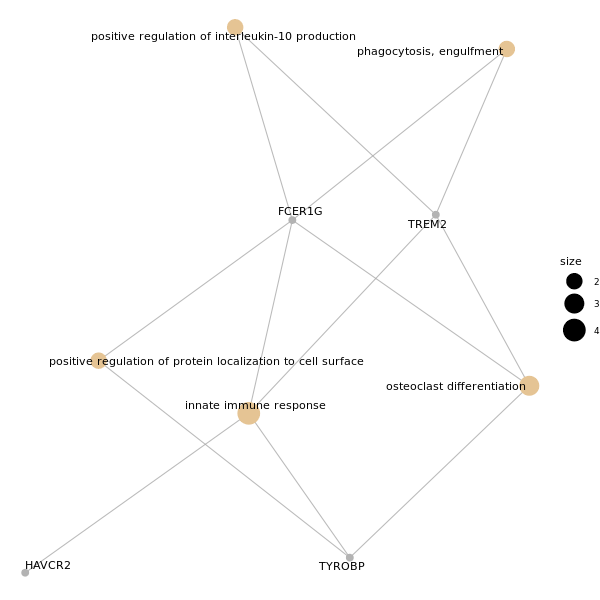 positive regulation of interleukin-10 production
phagocytosis, engulfment
FCER1G
TREM2
size
2
3
4
positive regulation of protein localization to cell surface
osteoclast differentiation
innate immune response
HAVCR2
TYROBP